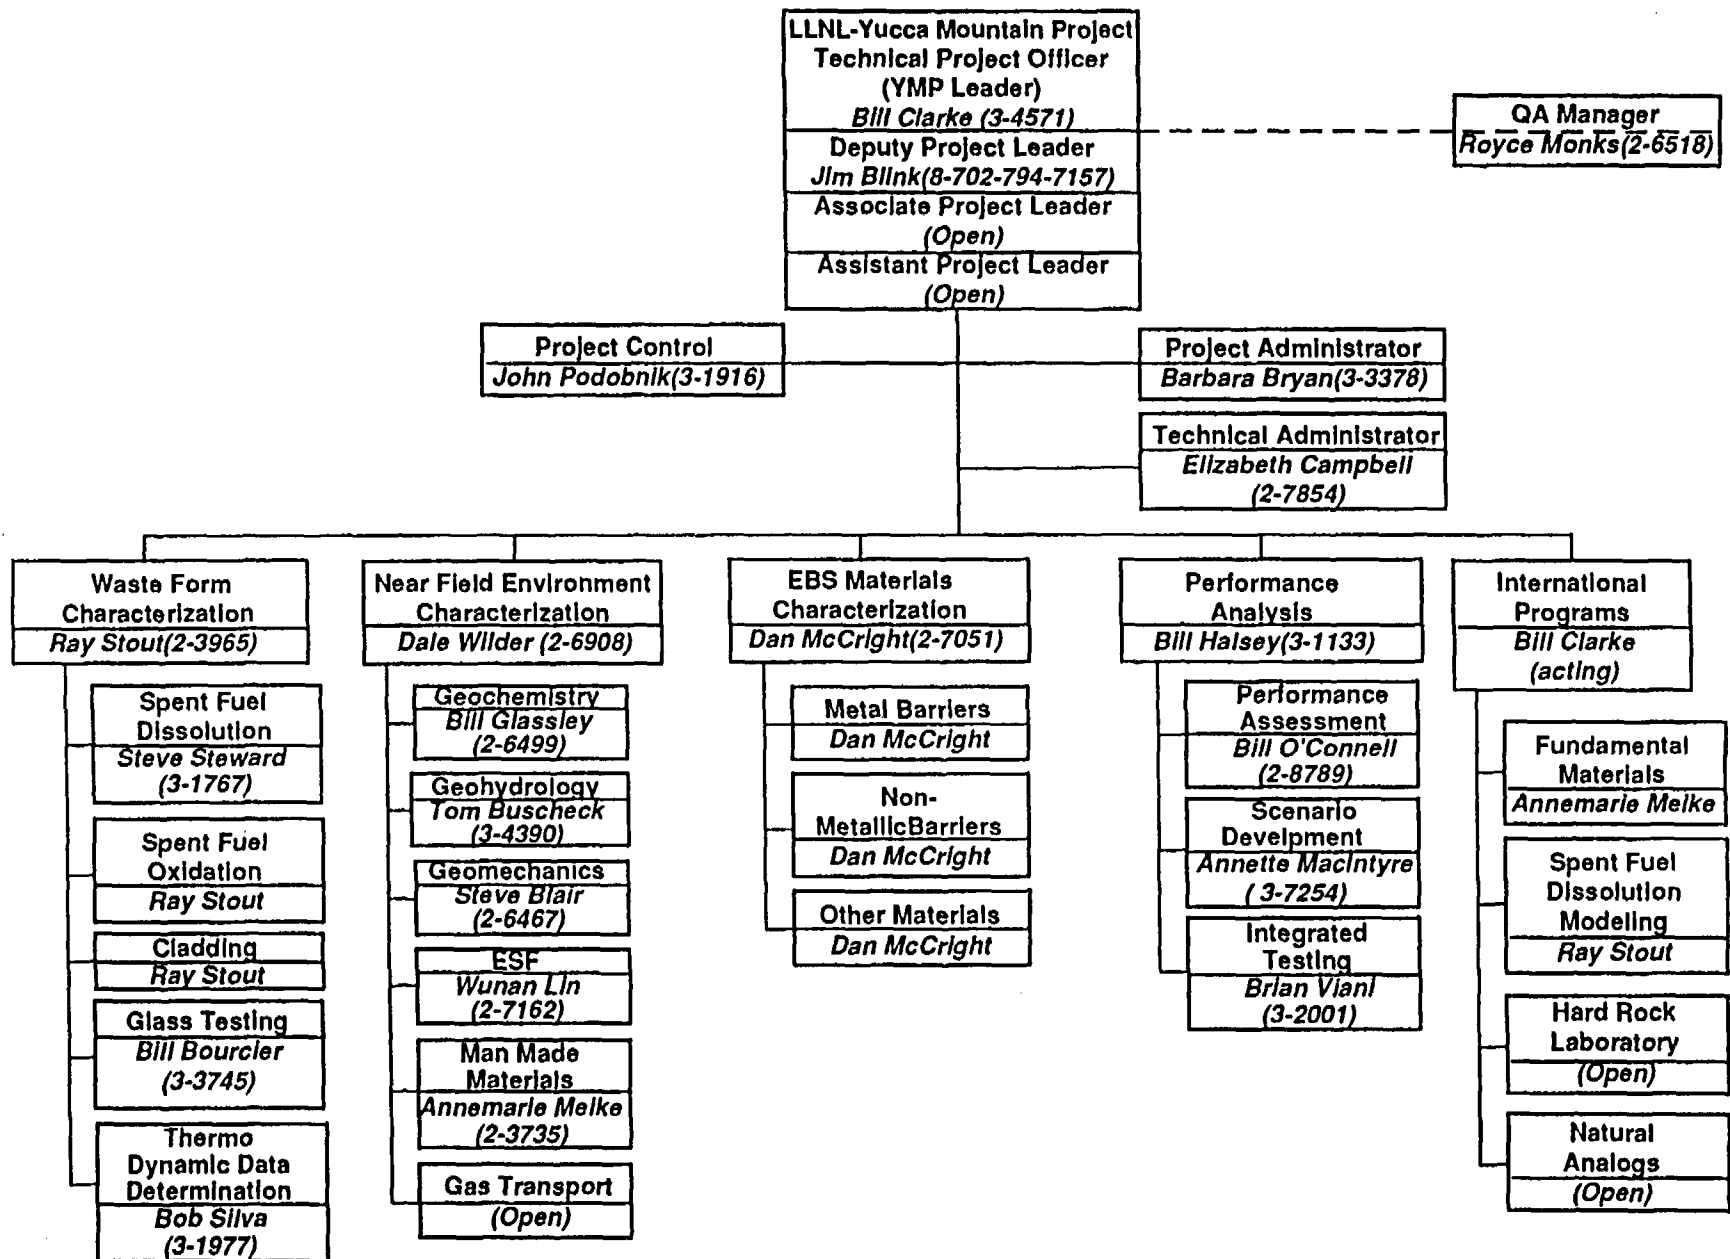 LLNL-Yucca Mountain Project
Technical Project Officer
(YMP Leader)
Bill Clarke (3-4571)
Deputy Project Leader
Jim Blink(8-702-794-7157)
Associate Project Leader
(Open)
Assistant Project Leader
(Open)
QA Manager
Royce Monks(2-6518)
Project Control
John Podobnik(3-1916)
Project Administrator
Barbara Bryan(3-3378)
Technical Administrator
Elizabeth Campbell
(2-7854)
Waste Form
Characterization
Ray Stout(2-3965)
Spent Fuel
Dissolution
Steve Steward
(3-1767)
Spent Fuel
Oxidation
Ray Stout
Cladding
Ray Stout
Glass Testing
Bill Bourcier
(3-3745)
Thermo
Dynamic Data
Determination
Bob Silva
(3-1977)
Near Field Environment
Characterization
Dale Wilder (2-6908)
Geochemistry
Bill Glassley
(2-6499)
Geohydrology
Tom Buscheck
(3-4390)
Geomechanics
Steve Blair
(2-6467)
ESF
Wunan Lin
(2-7162)
Man Made
Materials
Annemarie Meike
(2-3735)
Gas Transport
(Open)
EBS Materials
Characterization
Dan McCright(2-7051)
Metal Barriers
Dan McCright
Non-
MetallicBarriers
Dan McCright
Other Materials
Dan McCright
Performance
Analysis
Bill Halsey(3-1133)
Performance
Assessment
Bill O'Connell
(2-8789)
Scenario
Develpment
Annette MacIntyre
( 3-7254)
Integrated
Testing
Brian Viani
(3-2001)
International
Programs
Bill Clarke
(acting)
Fundamental
Materials
Annemarie Meike
Spent Fuel
Dissolution
Modeling
Ray Stout
Hard Rock
Laboratory
(Open)
Natural
Analogs
(Open)